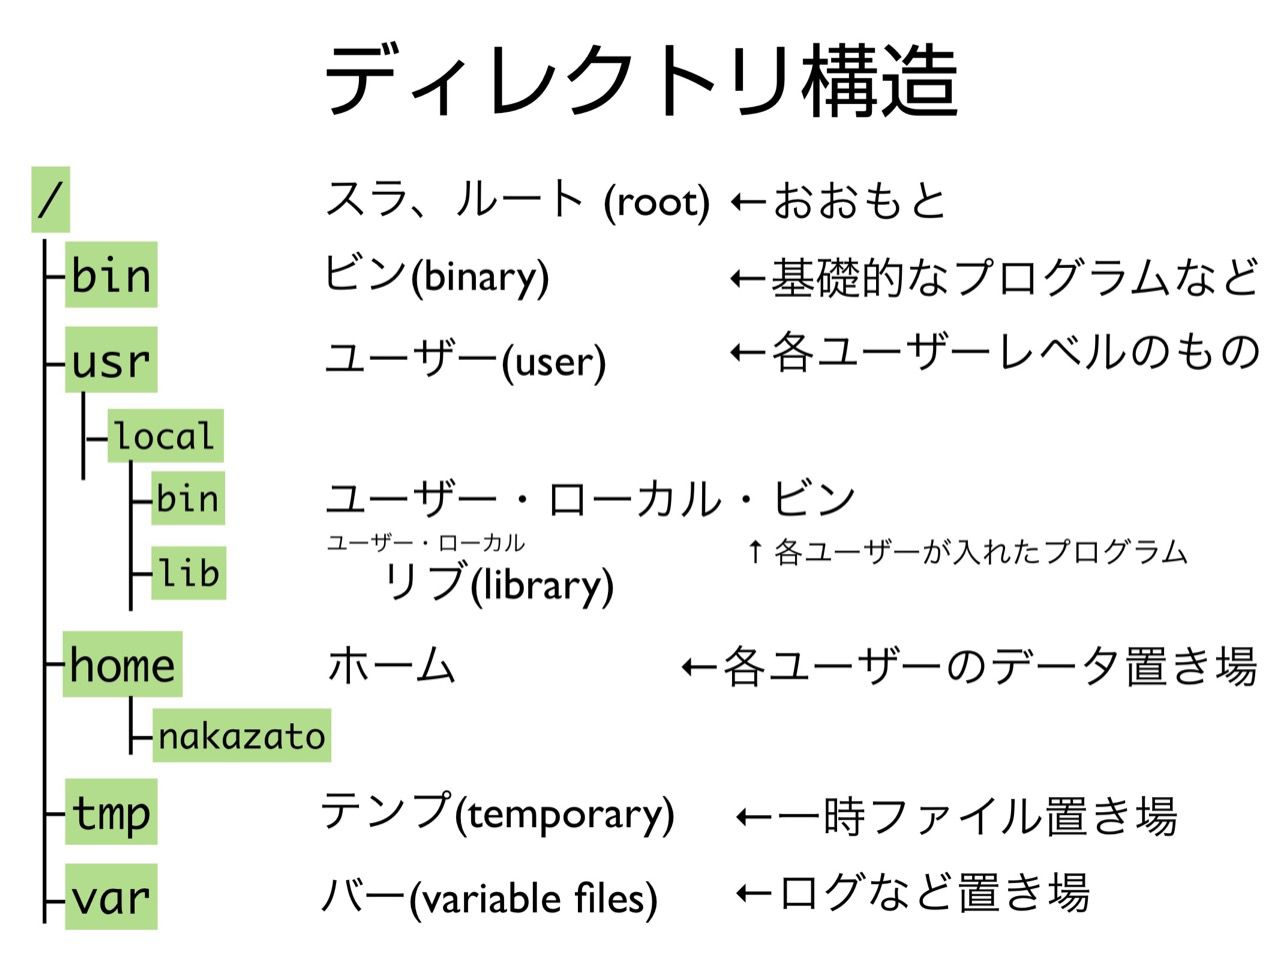 ディレクトリ構造
/ スラ、ルート (root) ←おおもと
bin ビン(binary) ←基礎的なプログラムなど
usr ユーザー(user) ←各ユーザーレベルのもの
local
bin ユーザー・ローカル・ビン
ユーザー・ローカル ↑各ユーザーが入れたプログラム
lib リブ(library)
home ホーム ←各ユーザーのデータ置き場
nakazato
tmp テンプ(temporary) ←一時ファイル置き場
var バー(variable files) ←ログなど置き場